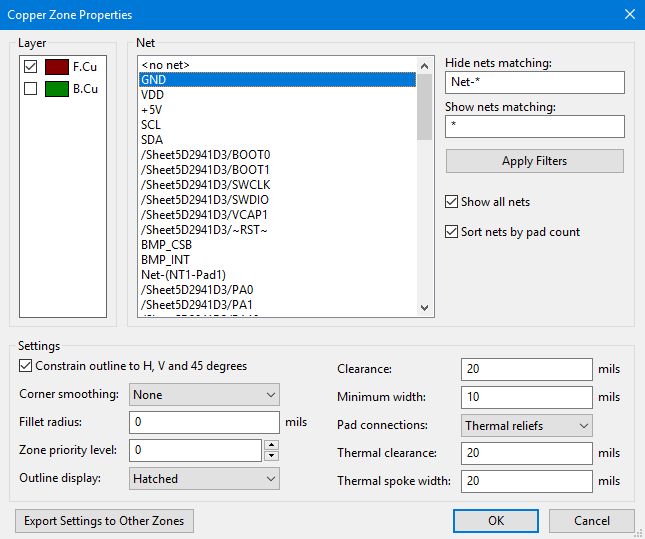 Copper Zone Properties
Layer
F.Cu
B.Cu
Net
<no net>
GND
VDD
+5V
SCL
SDA
/Sheet5D2941D3/BOOT0
/Sheet5D2941D3/BOOT1
/Sheet5D2941D3/SWCLK
/Sheet5D2941D3/SWDIO
/Sheet5D2941D3/VCAP1
/Sheet5D2941D3/~RST~
BMP_CSB
BMP_INT
Net-(NT1-Pad1)
/Sheet5D2941D3/PA0
/Sheet5D2941D3/PA1
Hide nets matching:
Net-*
Show nets matching:
*
Apply Filters
Show all nets
Sort nets by pad count
Settings
Constrain outline to H, V and 45 degrees
Corner smoothing: None
Fillet radius: 0 mils
Zone priority level: 0
Outline display: Hatched
Clearance: 20 mils
Minimum width: 10 mils
Pad connections: Thermal reliefs
Thermal clearance: 20 mils
Thermal spoke width: 20 mils
Export Settings to Other Zones
OK
Cancel